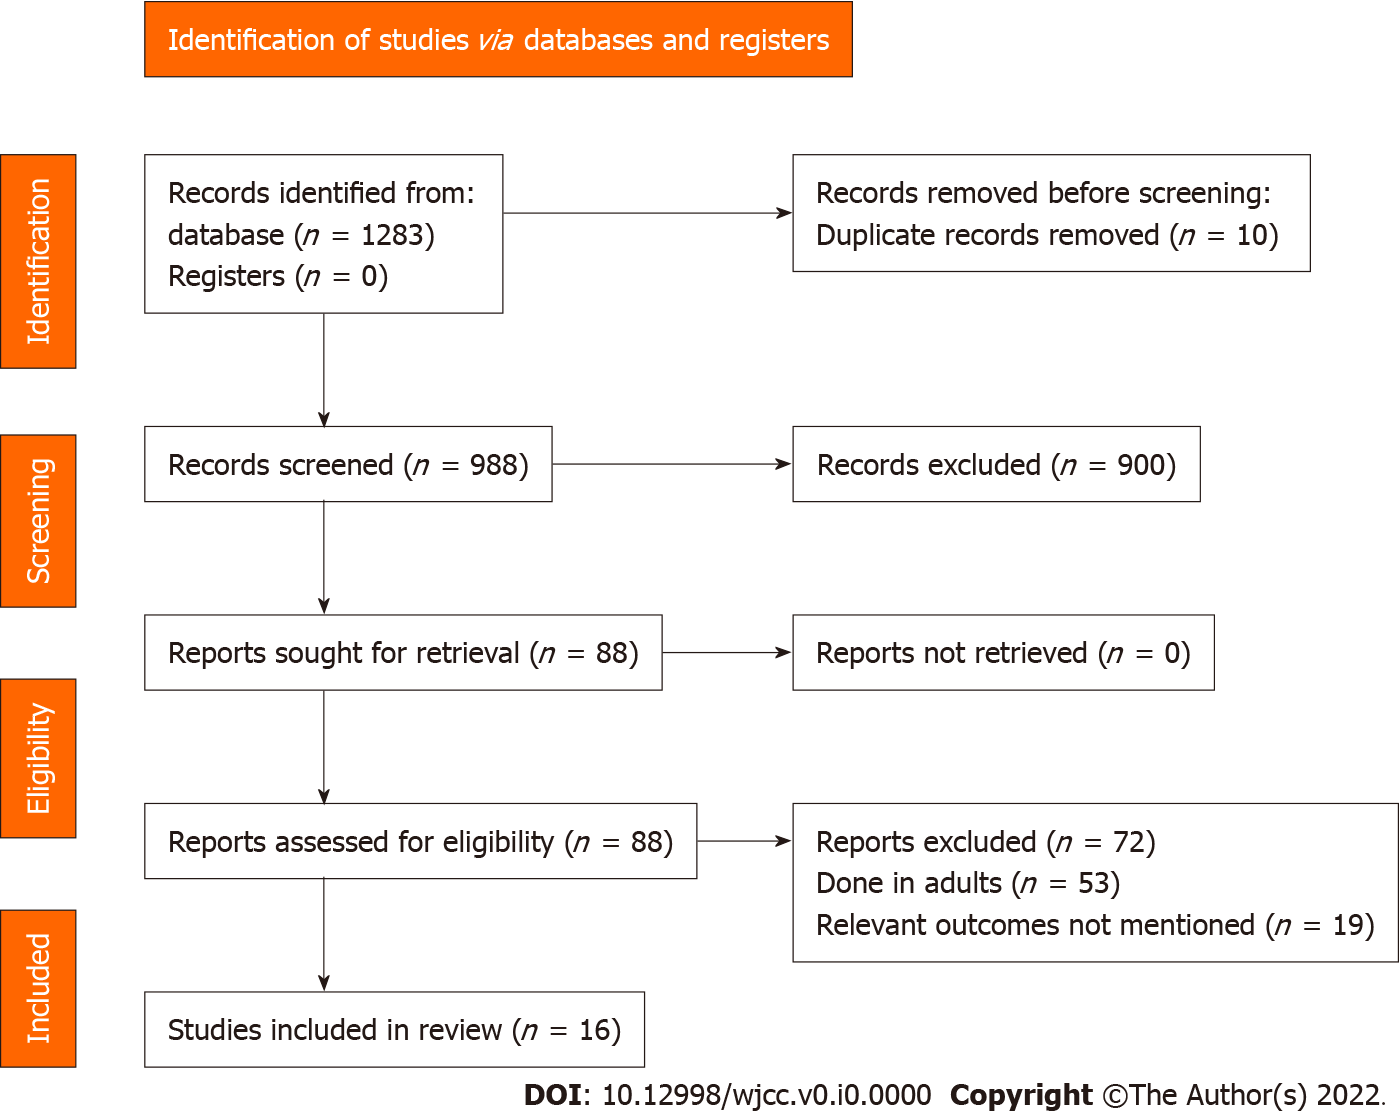 Identification of studies via databases and registers
Identification
Records identified from:
database (n = 1283)
Registers (n = 0)
Records removed before screening:
Duplicate records removed (n = 10)
Screening
Records screened (n = 988)
Records excluded (n = 900)
Reports sought for retrieval (n = 88)
Reports not retrieved (n = 0)
Eligibility
Reports assessed for eligibility (n = 88)
Reports excluded (n = 72)
Done in adults (n = 53)
Relevant outcomes not mentioned (n = 19)
Included
Studies included in review (n = 16)
DOI: 10.12998/wjcc.v0.i0.0000 Copyright ©The Author(s) 2022.